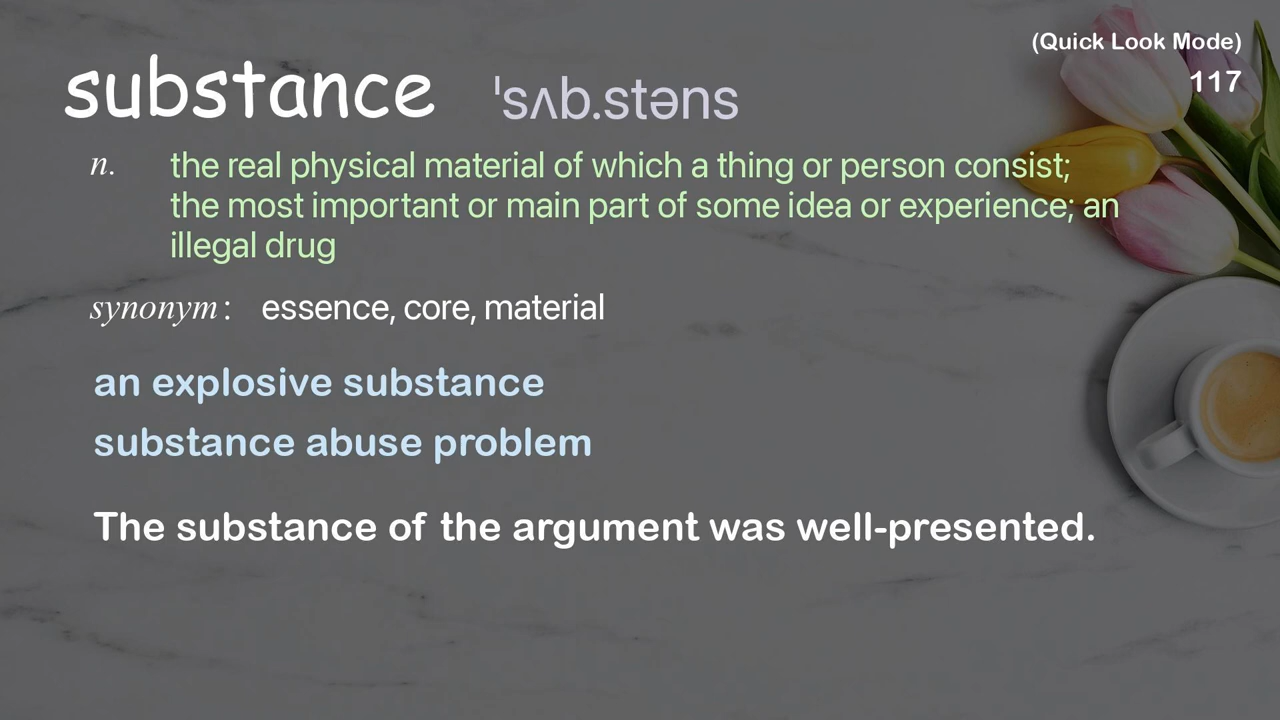 (Quick Look Mode)
substance ˈsʌb.stəns
117
n. the real physical material of which a thing or person consist;
the most important or main part of some idea or experience; an
illegal drug
synonym: essence, core, material
an explosive substance
substance abuse problem
The substance of the argument was well-presented.